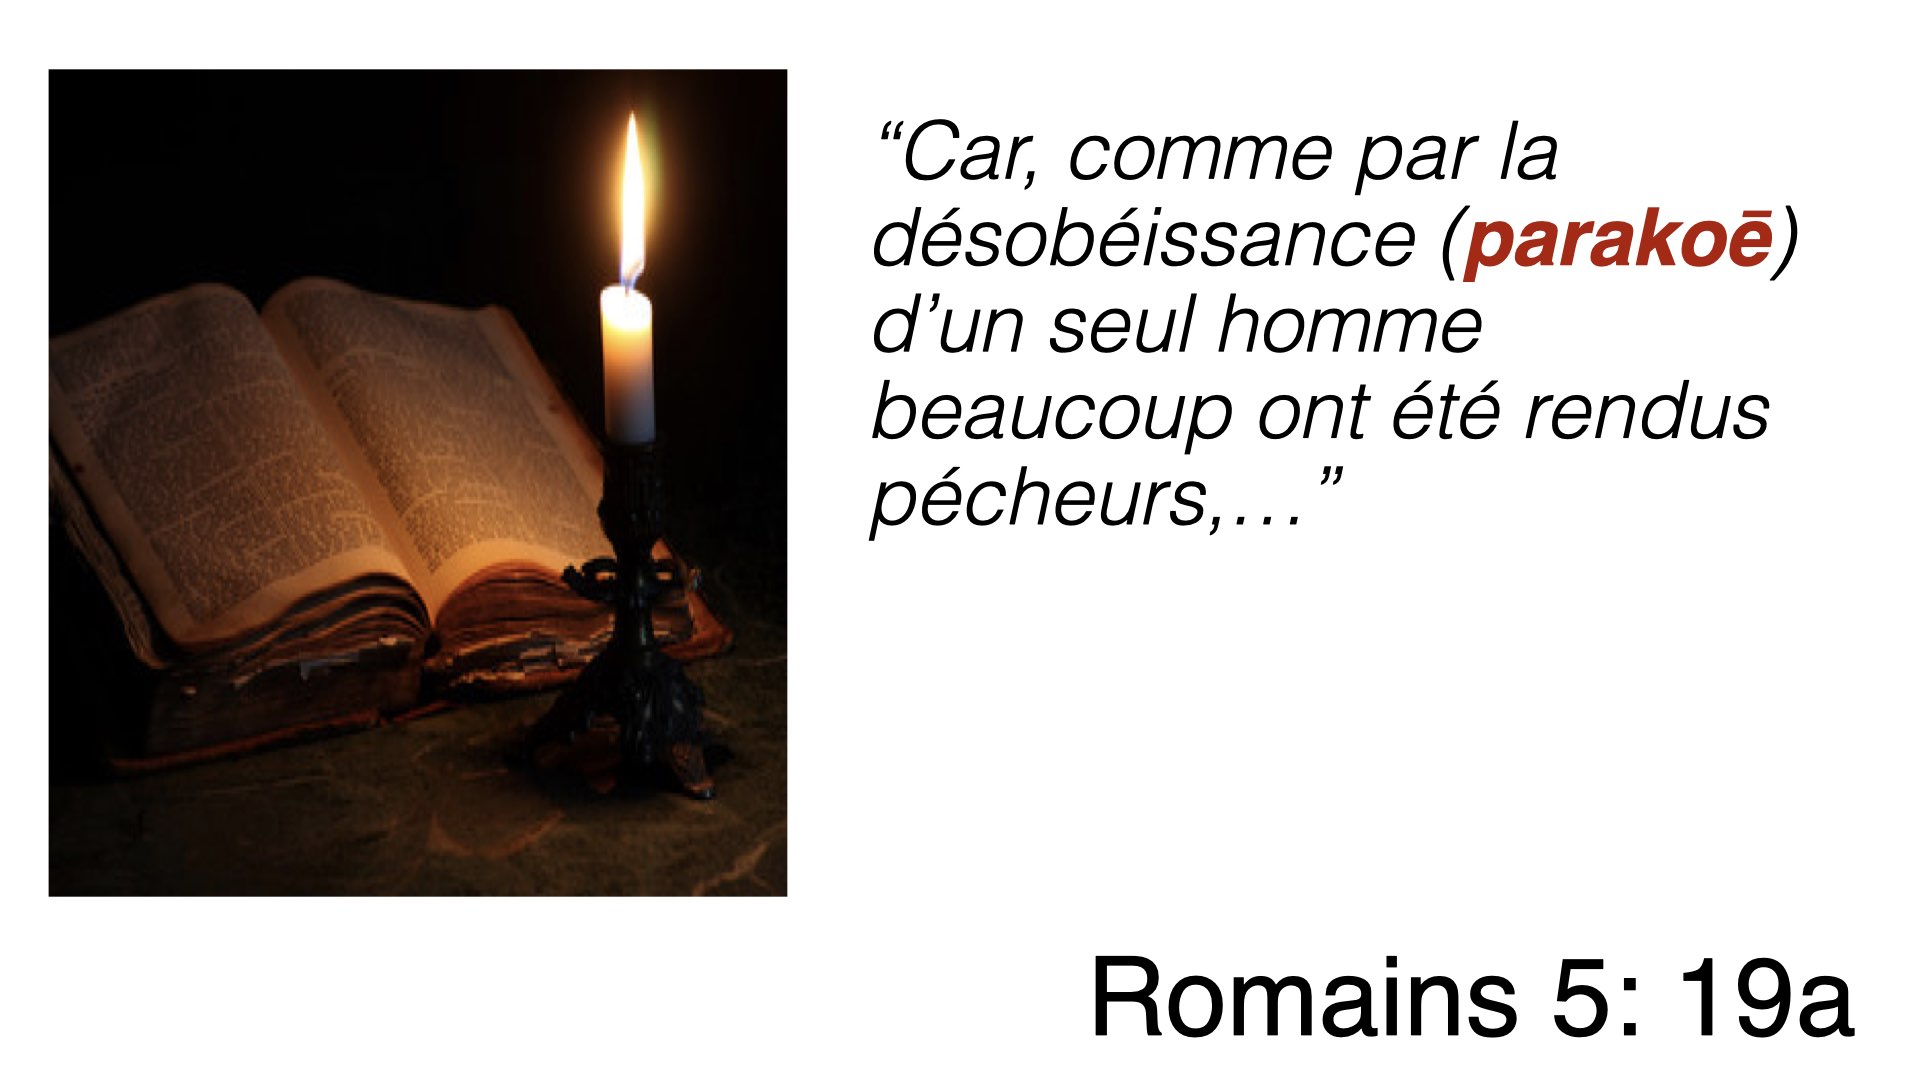 “Car, comme par la
désobéissance (parakoē)
d’un seul homme
beaucoup ont été rendus
pécheurs,…”
Romains 5: 19a